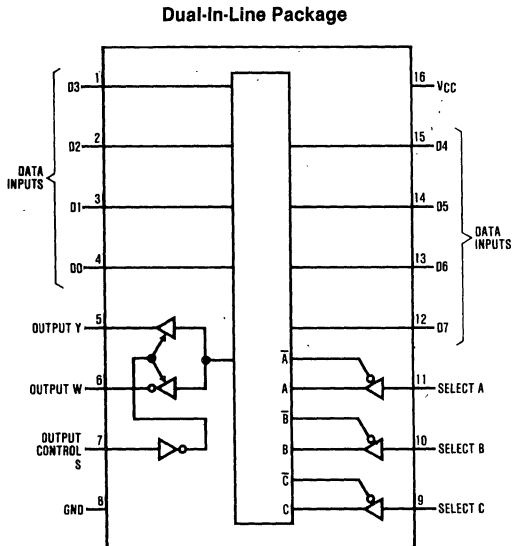 Dual-In-Line Package
D3 1
16 VCC
D2 2
15 D4
DATA
INPUTS
D1 3
14 D5
DATA
INPUTS
D0 4
13 D6
OUTPUT Y 5
12 D7
A
OUTPUT W 6
A
11 SELECT A
B
OUTPUT
CONTROL
S
7
B
10 SELECT B
C
GND 8
C
9 SELECT C